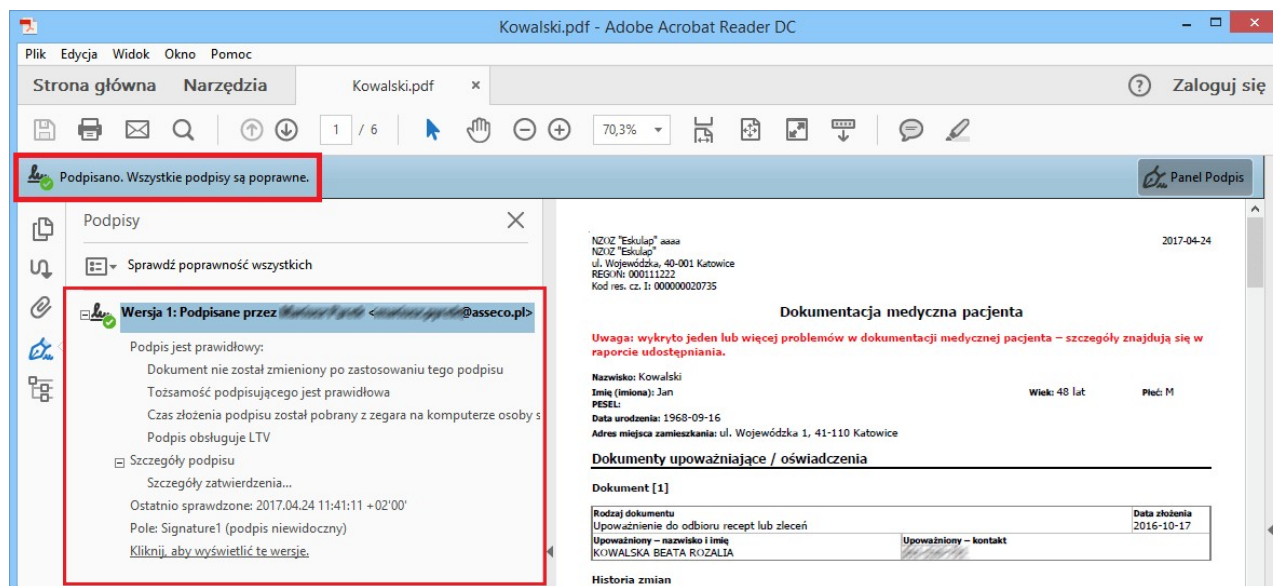 Kowalski.pdf - Adobe Acrobat Reader DC
Plik Edycja Widok Okno Pomoc
Strona główna Narzędzia Kowalski.pdf × ? Zaloguj się
1 / 6 70,3%
Podpisano. Wszystkie podpisy są poprawne.
Panel Podpis
Podpisy
Sprawdź poprawność wszystkich
Wersja 1: Podpisane przez < @asseco.pl>
Podpis jest prawidłowy:
Dokument nie został zmieniony po zastosowaniu tego podpisu
Tożsamość podpisującego jest prawidłowa
Czas złożenia podpisu został pobrany z zegara na komputerze osoby s
Podpis obsługuje LTV
Szczegóły podpisu
Szczegóły zatwierdzenia...
Ostatnio sprawdzone: 2017.04.24 11:41:11 +02'00'
Pole: Signature1 (podpis niewidoczny)
Kliknij, aby wyświetlić te wersje.
NZOZ "Eskulap" aaaa 2017-04-24
NZOZ "Eskulap"
ul. Wojewódzka, 40-001 Katowice
REGON: 000111222
Kod res. cz. I: 000000020735
Dokumentacja medyczna pacjenta
Uwaga: wykryto jeden lub więcej problemów w dokumentacji medycznej pacjenta – szczegóły znajdują się w
raporcie udostępniania.
Nazwisko: Kowalski
Imię (imiona): Jan Wiek: 48 lat Płeć: M
PESEL:
Data urodzenia: 1968-09-16
Adres miejsca zamieszkania: ul. Wojewódzka 1, 41-110 Katowice
Dokumenty upoważniające / oświadczenia
Dokument [1]
Rodzaj dokumentu Data złożenia
Upoważnienie do odbioru recept lub zleceń 2016-10-17
Upoważniony – nazwisko i imię Upoważniony – kontakt
KOWALSKA BEATA ROZALIA
Historia zmian